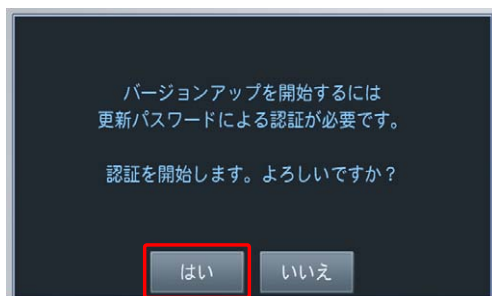 バージョンアップを開始するには
更新パスワードによる認証が必要です。
認証を開始します。よろしいですか？
はい
いいえ